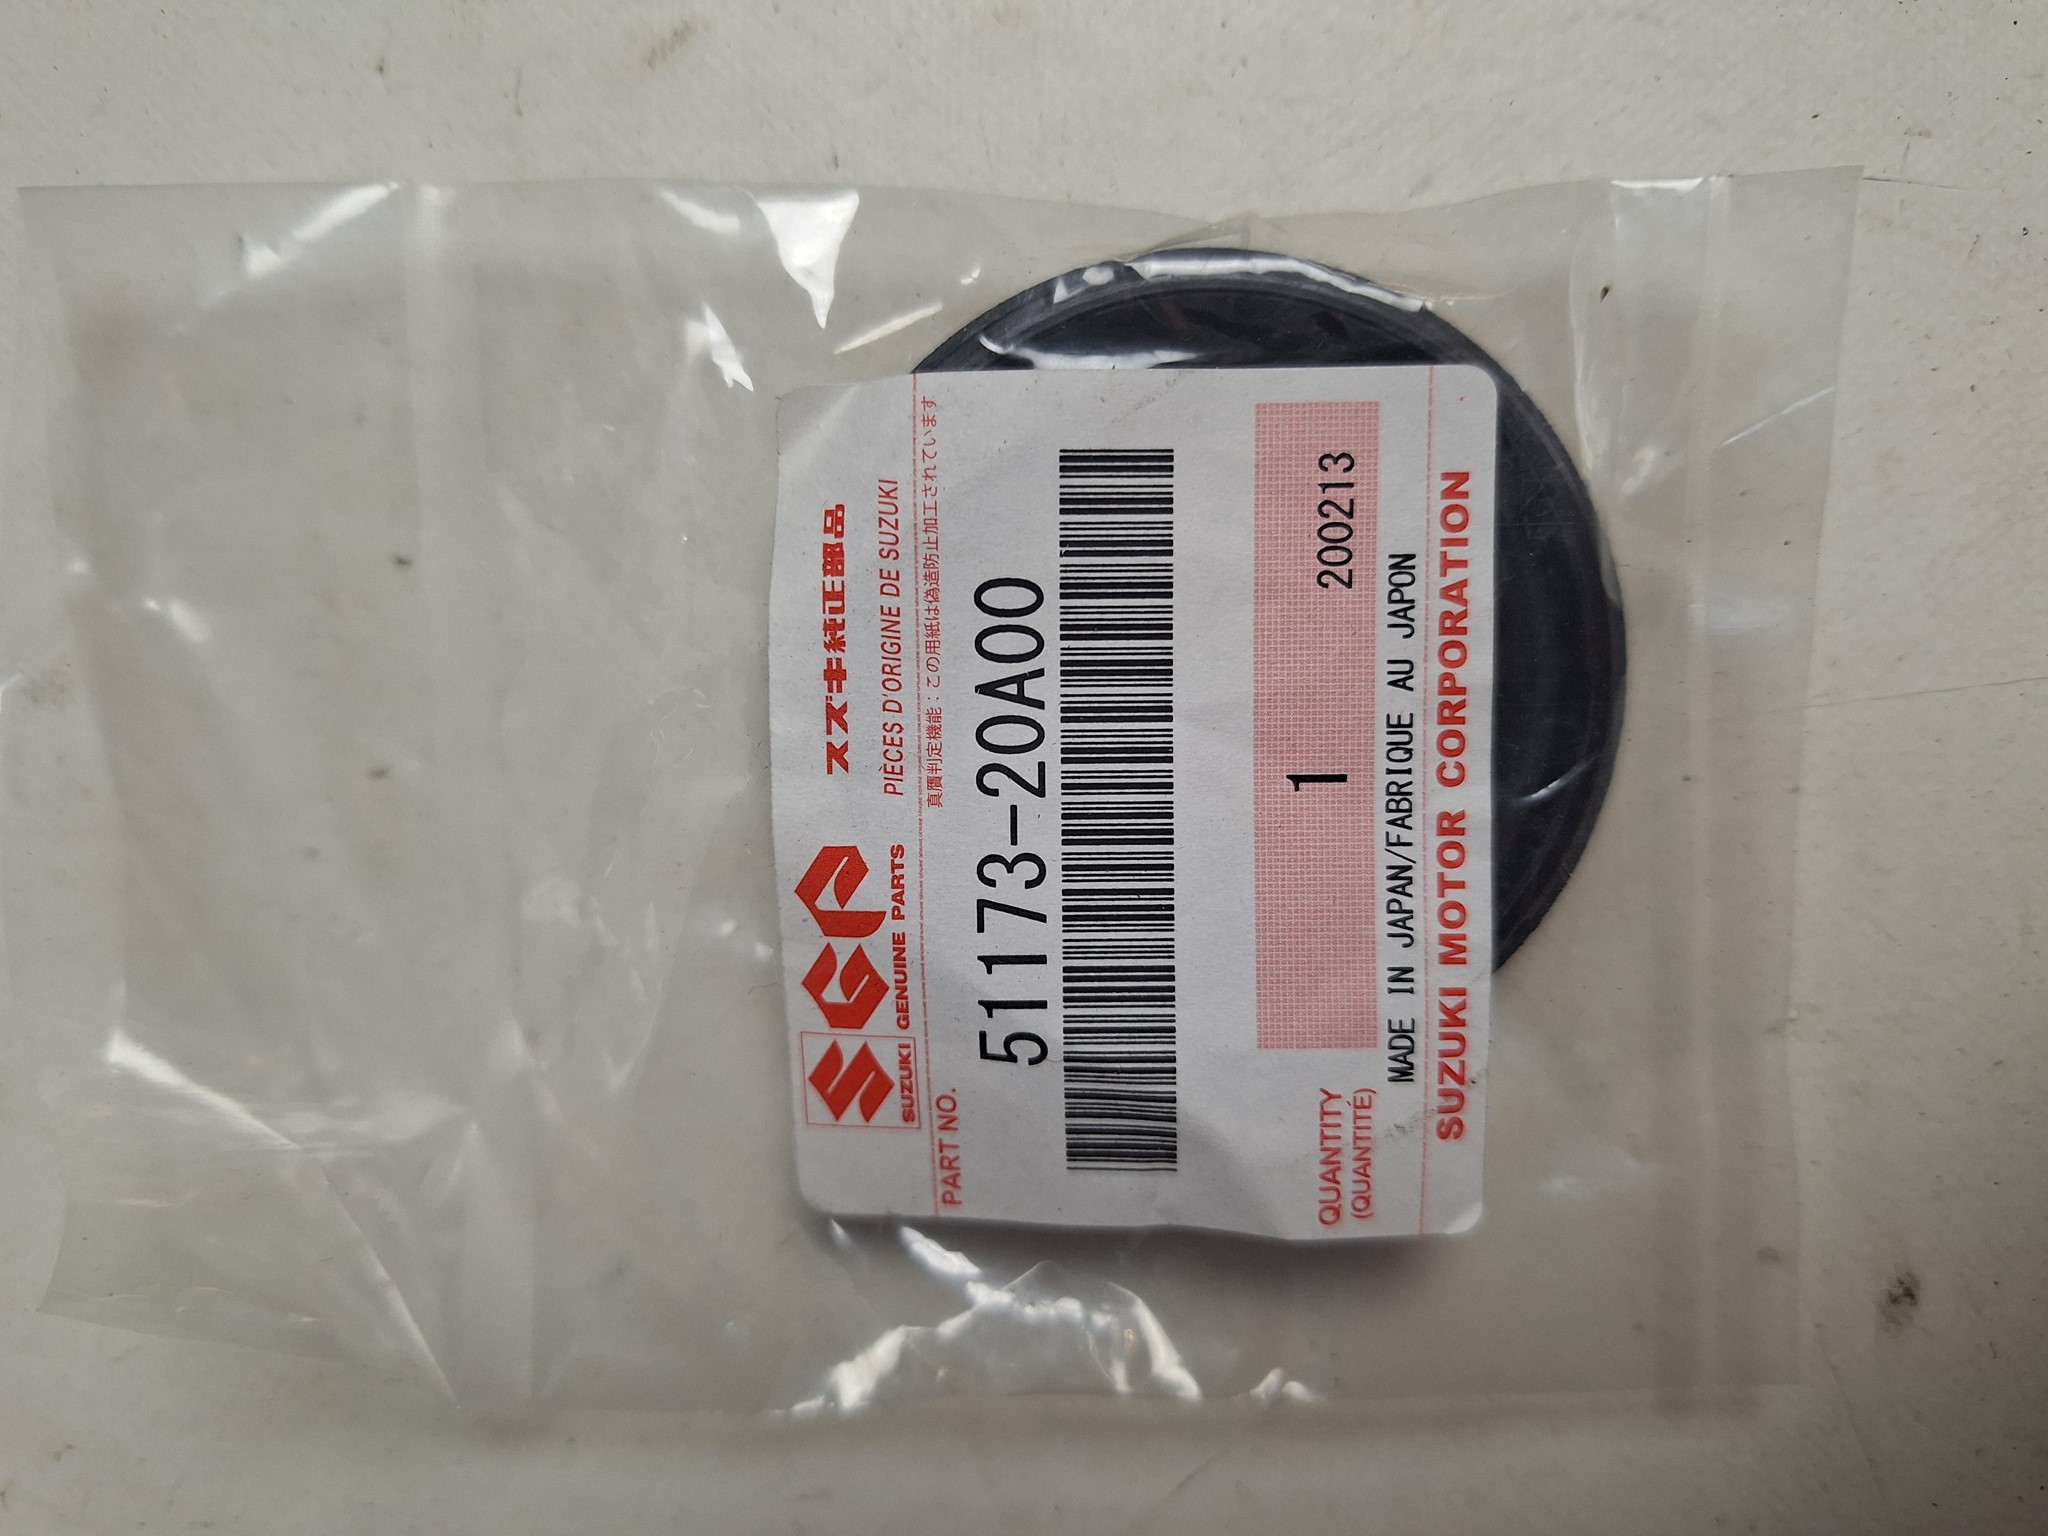 SGP
スズキ純正部品
SUZUKI GENUINE PARTS
PIÈCES D'ORIGINE DE SUZUKI
PART NO.
真贋判定機能：この用紙は偽造防止加工されています
51173-20A00
QUANTITY
(QUANTITÉ)
1
200213
MADE IN JAPAN/FABRIQUE AU JAPON
SUZUKI MOTOR CORPORATION